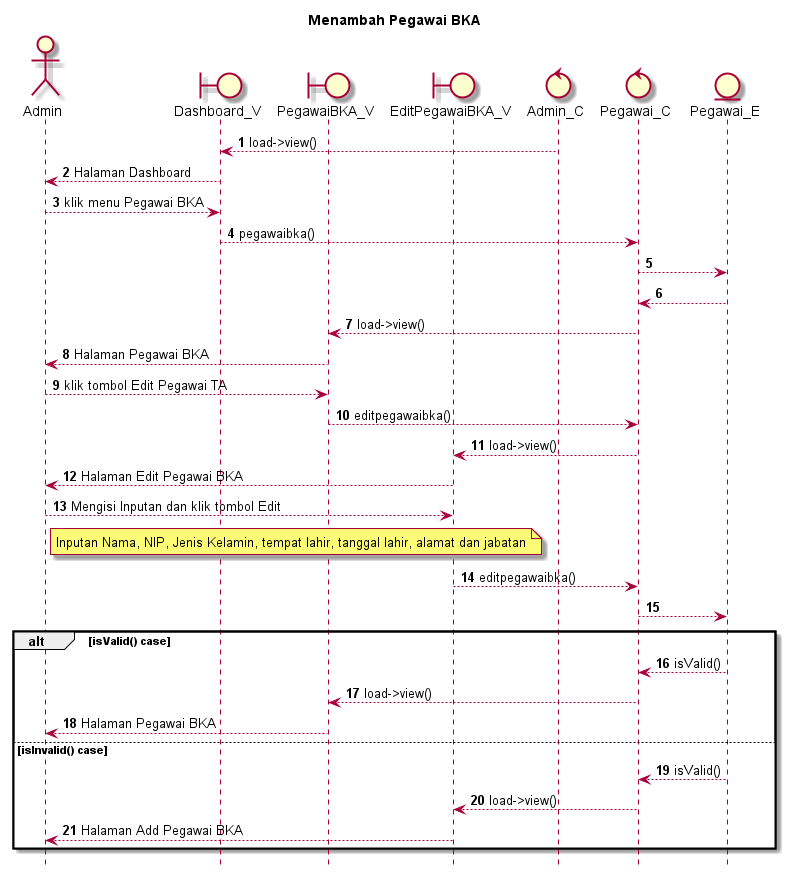 Menambah Pegawai BKA
Admin
Dashboard_V
PegawaiBKA_V
EditPegawaiBKA_V
Admin_C
Pegawai_C
Pegawai_E
1 load->view()
2 Halaman Dashboard
3 klik menu Pegawai BKA
4 pegawaibka()
5
6
7 load->view()
8 Halaman Pegawai BKA
9 klik tombol Edit Pegawai TA
10 editpegawaibka()
11 load->view()
12 Halaman Edit Pegawai BKA
13 Mengisi Inputan dan klik tombol Edit
Inputan Nama, NIP, Jenis Kelamin, tempat lahir, tanggal lahir, alamat dan jabatan
14 editpegawaibka()
15
alt [isValid() case]
16 isValid()
17 load->view()
18 Halaman Pegawai BKA
[isInvalid() case]
19 isValid()
20 load->view()
21 Halaman Add Pegawai BKA